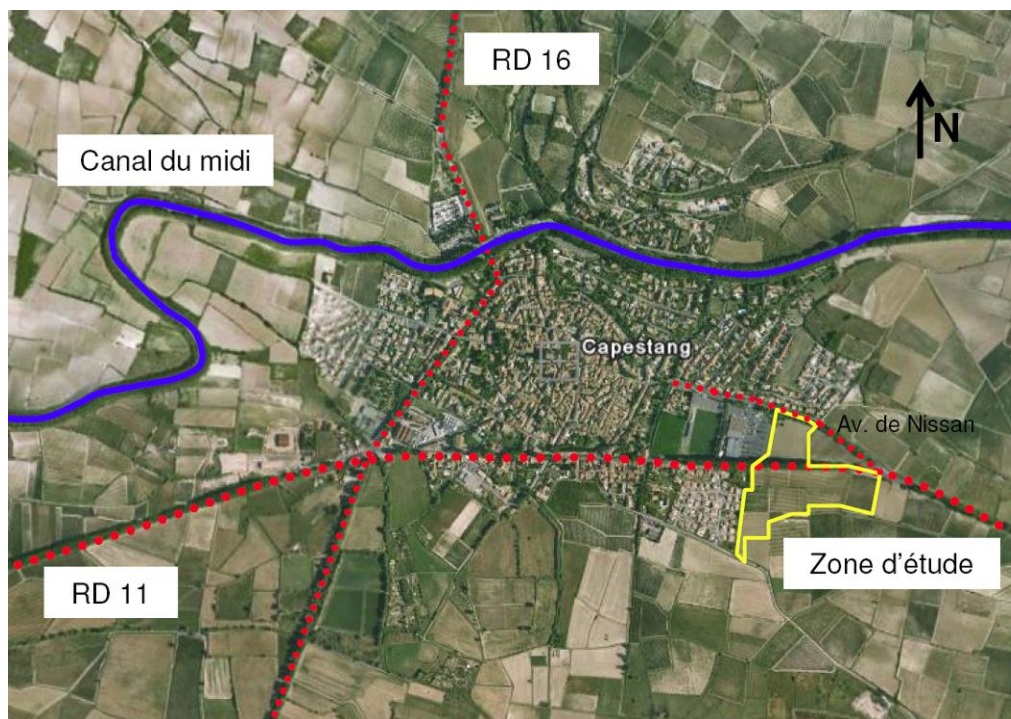 RD 16
N
Canal du midi
Capestang
Av. de Nissan
Zone d'étude
RD 11